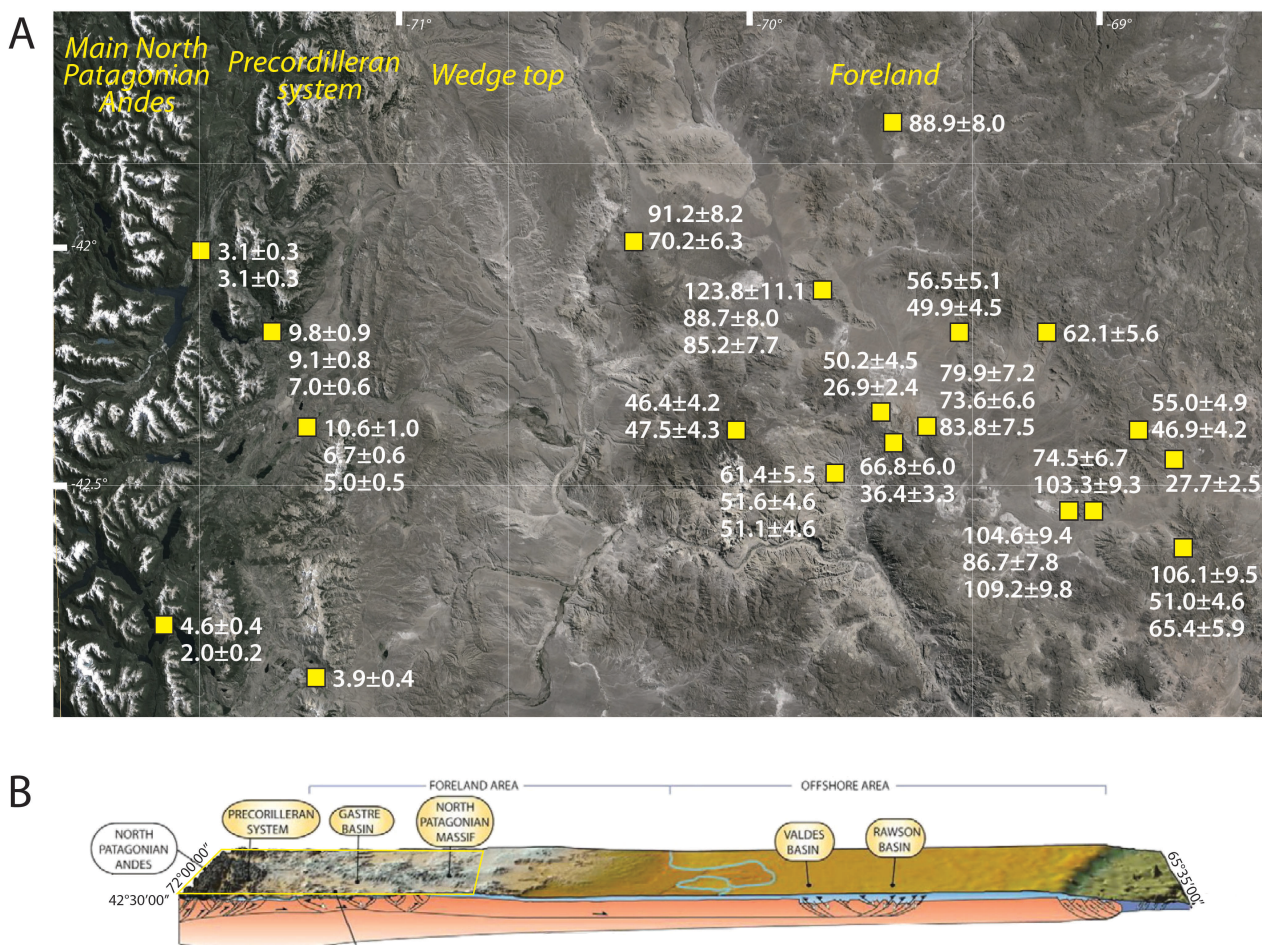 A
Main North
Patagonian
Andes
Precordilleran
system
Wedge top
Foreland
-71°
-70°
-69°
-42°
-42.5°
88.9±8.0
91.2±8.2
70.2±6.3
3.1±0.3
3.1±0.3
123.8±11.1
88.7±8.0
85.2±7.7
56.5±5.1
49.9±4.5
62.1±5.6
9.8±0.9
9.1±0.8
7.0±0.6
50.2±4.5
26.9±2.4
79.9±7.2
73.6±6.6
83.8±7.5
46.4±4.2
47.5±4.3
55.0±4.9
46.9±4.2
10.6±1.0
6.7±0.6
5.0±0.5
61.4±5.5
51.6±4.6
51.1±4.6
66.8±6.0
36.4±3.3
74.5±6.7
103.3±9.3
27.7±2.5
104.6±9.4
86.7±7.8
109.2±9.8
106.1±9.5
51.0±4.6
65.4±5.9
4.6±0.4
2.0±0.2
3.9±0.4
B
FORELAND AREA
OFFSHORE AREA
NORTH
PATAGONIAN
ANDES
PRECORILLERAN
SYSTEM
GASTRE
BASIN
NORTH
PATAGONIAN
MASSIF
VALDES
BASIN
RAWSON
BASIN
72°00'00"
42°30'00"
65°35'00"